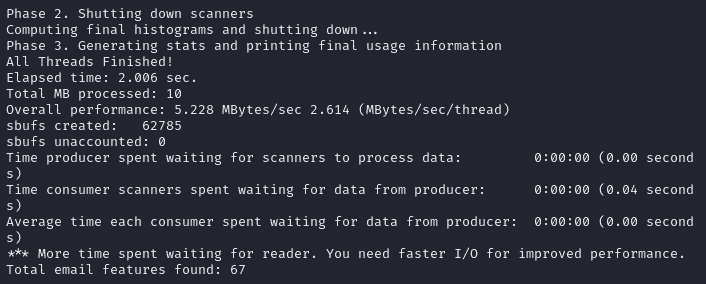 Phase 2. Shutting down scanners
Computing final histograms and shutting down...
Phase 3. Generating stats and printing final usage information
All Threads Finished!
Elapsed time: 2.006 sec.
Total MB processed: 10
Overall performance: 5.228 MBytes/sec 2.614 (MBytes/sec/thread)
sbufs created:   62785
sbufs unaccounted: 0
Time producer spent waiting for scanners to process data:         0:00:00 (0.00 second
s)
Time consumer scanners spent waiting for data from producer:      0:00:00 (0.04 second
s)
Average time each consumer spent waiting for data from producer:  0:00:00 (0.00 second
s)
*** More time spent waiting for reader. You need faster I/O for improved performance.
Total email features found: 67